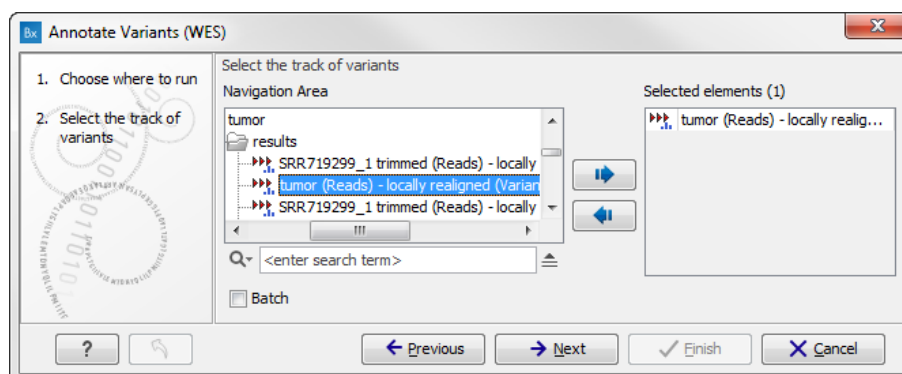 Bx Annotate Variants (WES)
1. Choose where to run
2. Select the track of
variants
Select the track of variants
Navigation Area
tumor
results
SRR719299_1 trimmed (Reads) - locally
tumor (Reads) - locally realigned (Varian
SRR719299_1 trimmed (Reads) - locally
<enter search term>
Batch
Selected elements (1)
tumor (Reads) - locally realig...
?
Previous
Next
Finish
Cancel